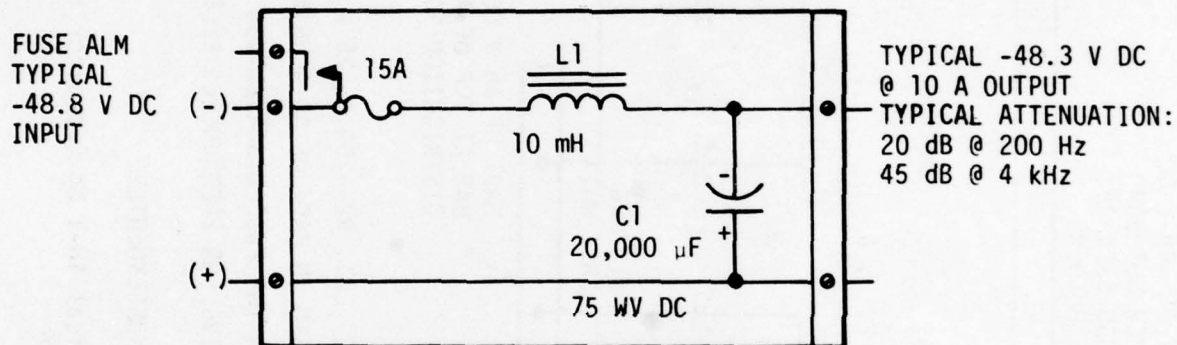 FUSE ALM
TYPICAL
-48.8 V DC
INPUT
(-)
(+)
15A
L1
10 mH
-
C1
+
20,000 µF
75 WV DC
TYPICAL -48.3 V DC
@ 10 A OUTPUT
TYPICAL ATTENUATION:
20 dB @ 200 Hz
45 dB @ 4 kHz